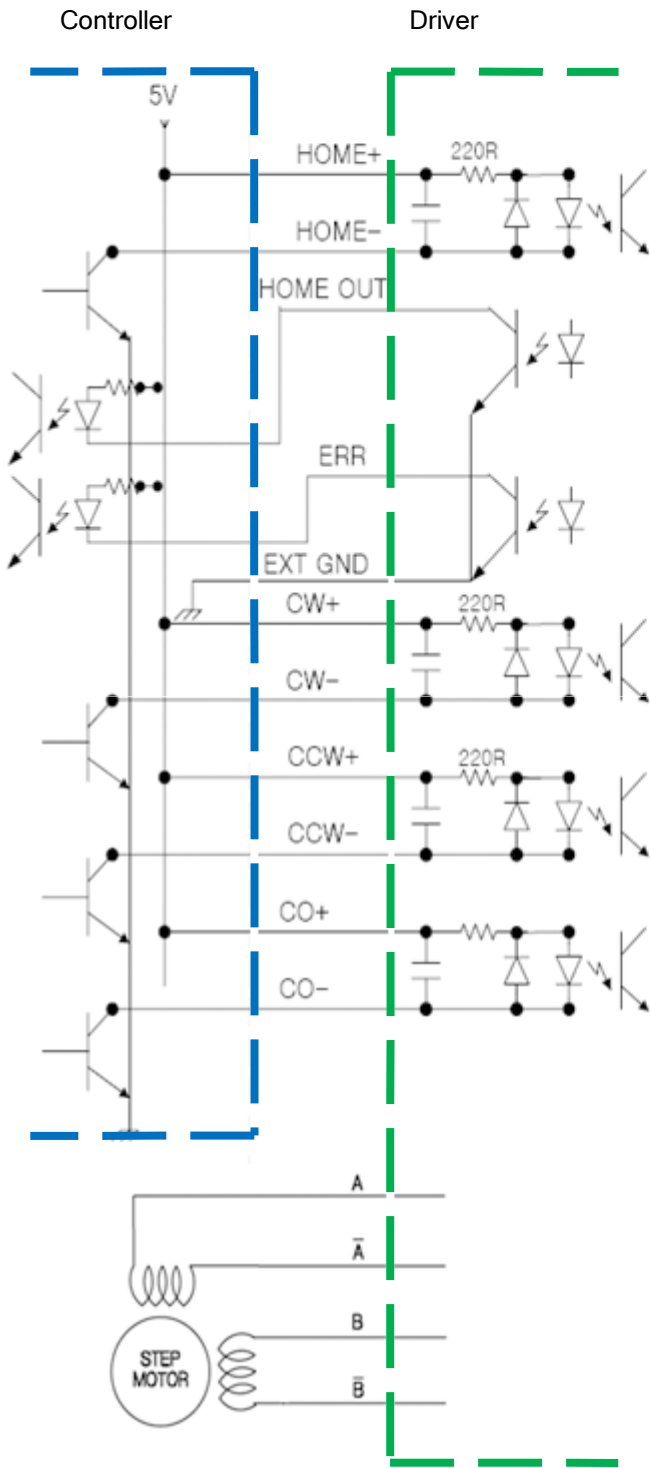 Controller Driver
5V
HOME+ 220R
HOME-
HOME OUT
ERR
EXT GND
CW+ 220R
CW-
CCW+ 220R
CCW-
CO+
CO-
A
A̅
B
STEP
MOTOR
B̅